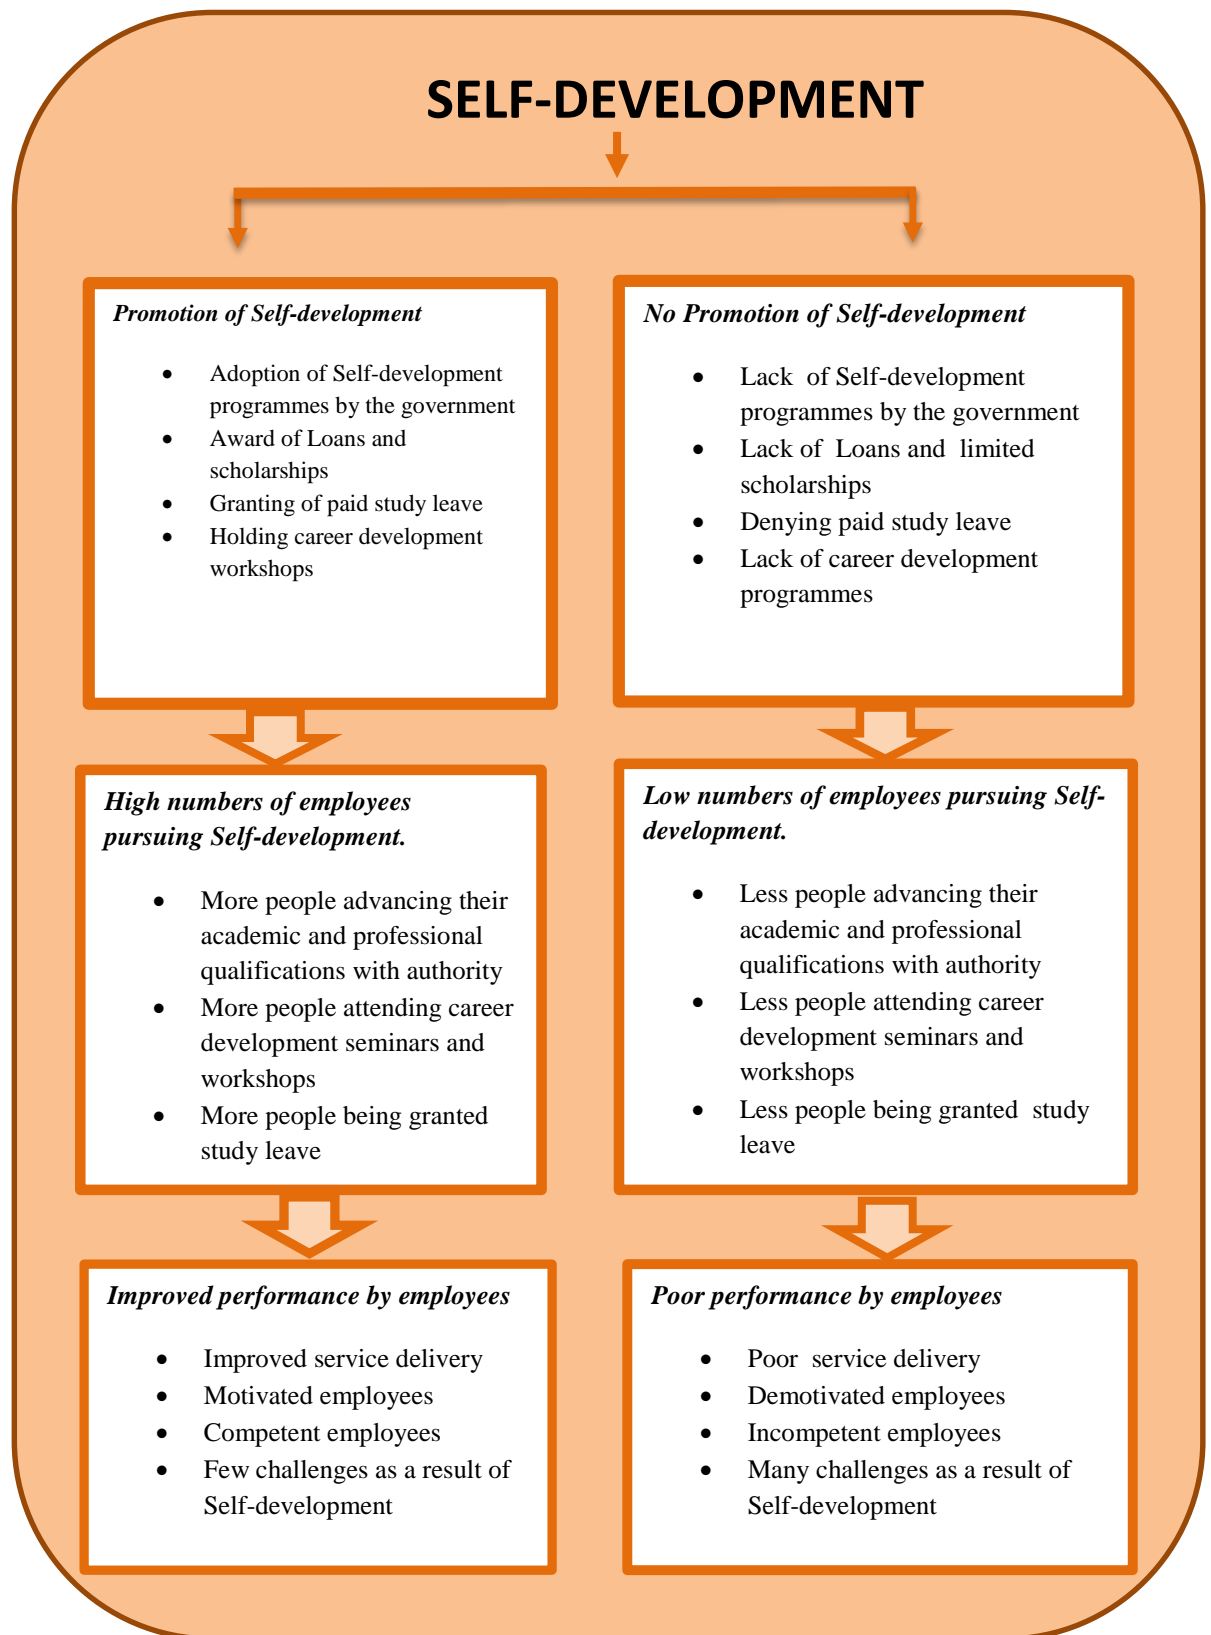 SELF-DEVELOPMENT
Promotion of Self-development
• Adoption of Self-development
programmes by the government
• Award of Loans and
scholarships
• Granting of paid study leave
• Holding career development
workshops
No Promotion of Self-development
• Lack of Self-development
programmes by the government
• Lack of Loans and limited
scholarships
• Denying paid study leave
• Lack of career development
programmes
High numbers of employees
pursuing Self-development.
• More people advancing their
academic and professional
qualifications with authority
• More people attending career
development seminars and
workshops
• More people being granted
study leave
Low numbers of employees pursuing Self-
development.
• Less people advancing their
academic and professional
qualifications with authority
• Less people attending career
development seminars and
workshops
• Less people being granted study
leave
Improved performance by employees
• Improved service delivery
• Motivated employees
• Competent employees
• Few challenges as a result of
Self-development
Poor performance by employees
• Poor service delivery
• Demotivated employees
• Incompetent employees
• Many challenges as a result of
Self-development